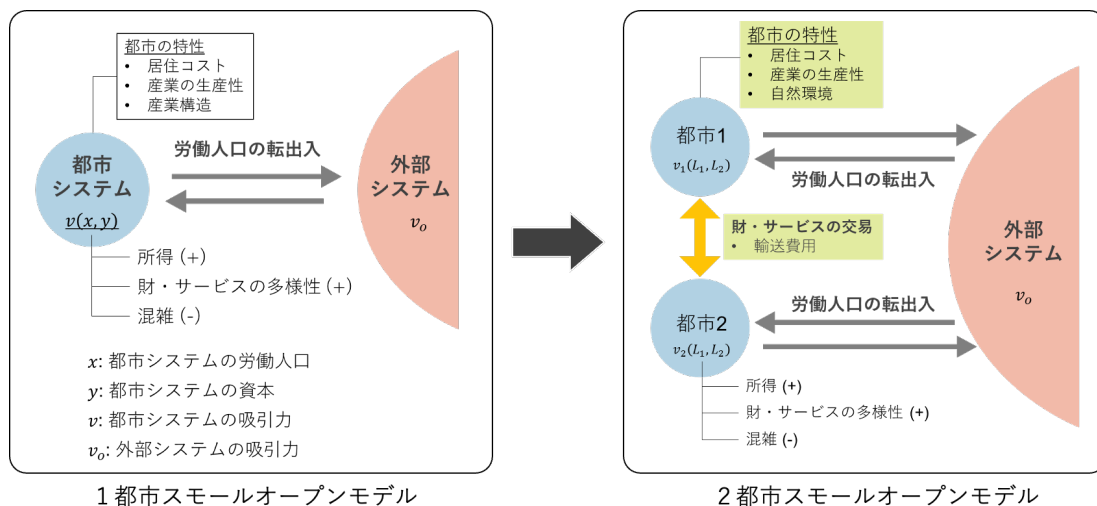 都市の特性
• 居住コスト
• 産業の生産性
• 産業構造
都市
システム
v(x, y)
労働人口の転出入
外部
システム
v₀
所得 (+)
財・サービスの多様性 (+)
混雑 (-)
x: 都市システムの労働人口
y: 都市システムの資本
v: 都市システムの吸引力
v₀: 外部システムの吸引力
1都市スモールオープンモデル
都市の特性
• 居住コスト
• 産業の生産性
• 自然環境
都市1
v₁(L₁, L₂)
労働人口の転出入
財・サービスの交易
• 輸送費用
外部
システム
v₀
都市2
v₂(L₁, L₂)
労働人口の転出入
所得 (+)
財・サービスの多様性 (+)
混雑 (-)
2都市スモールオープンモデル